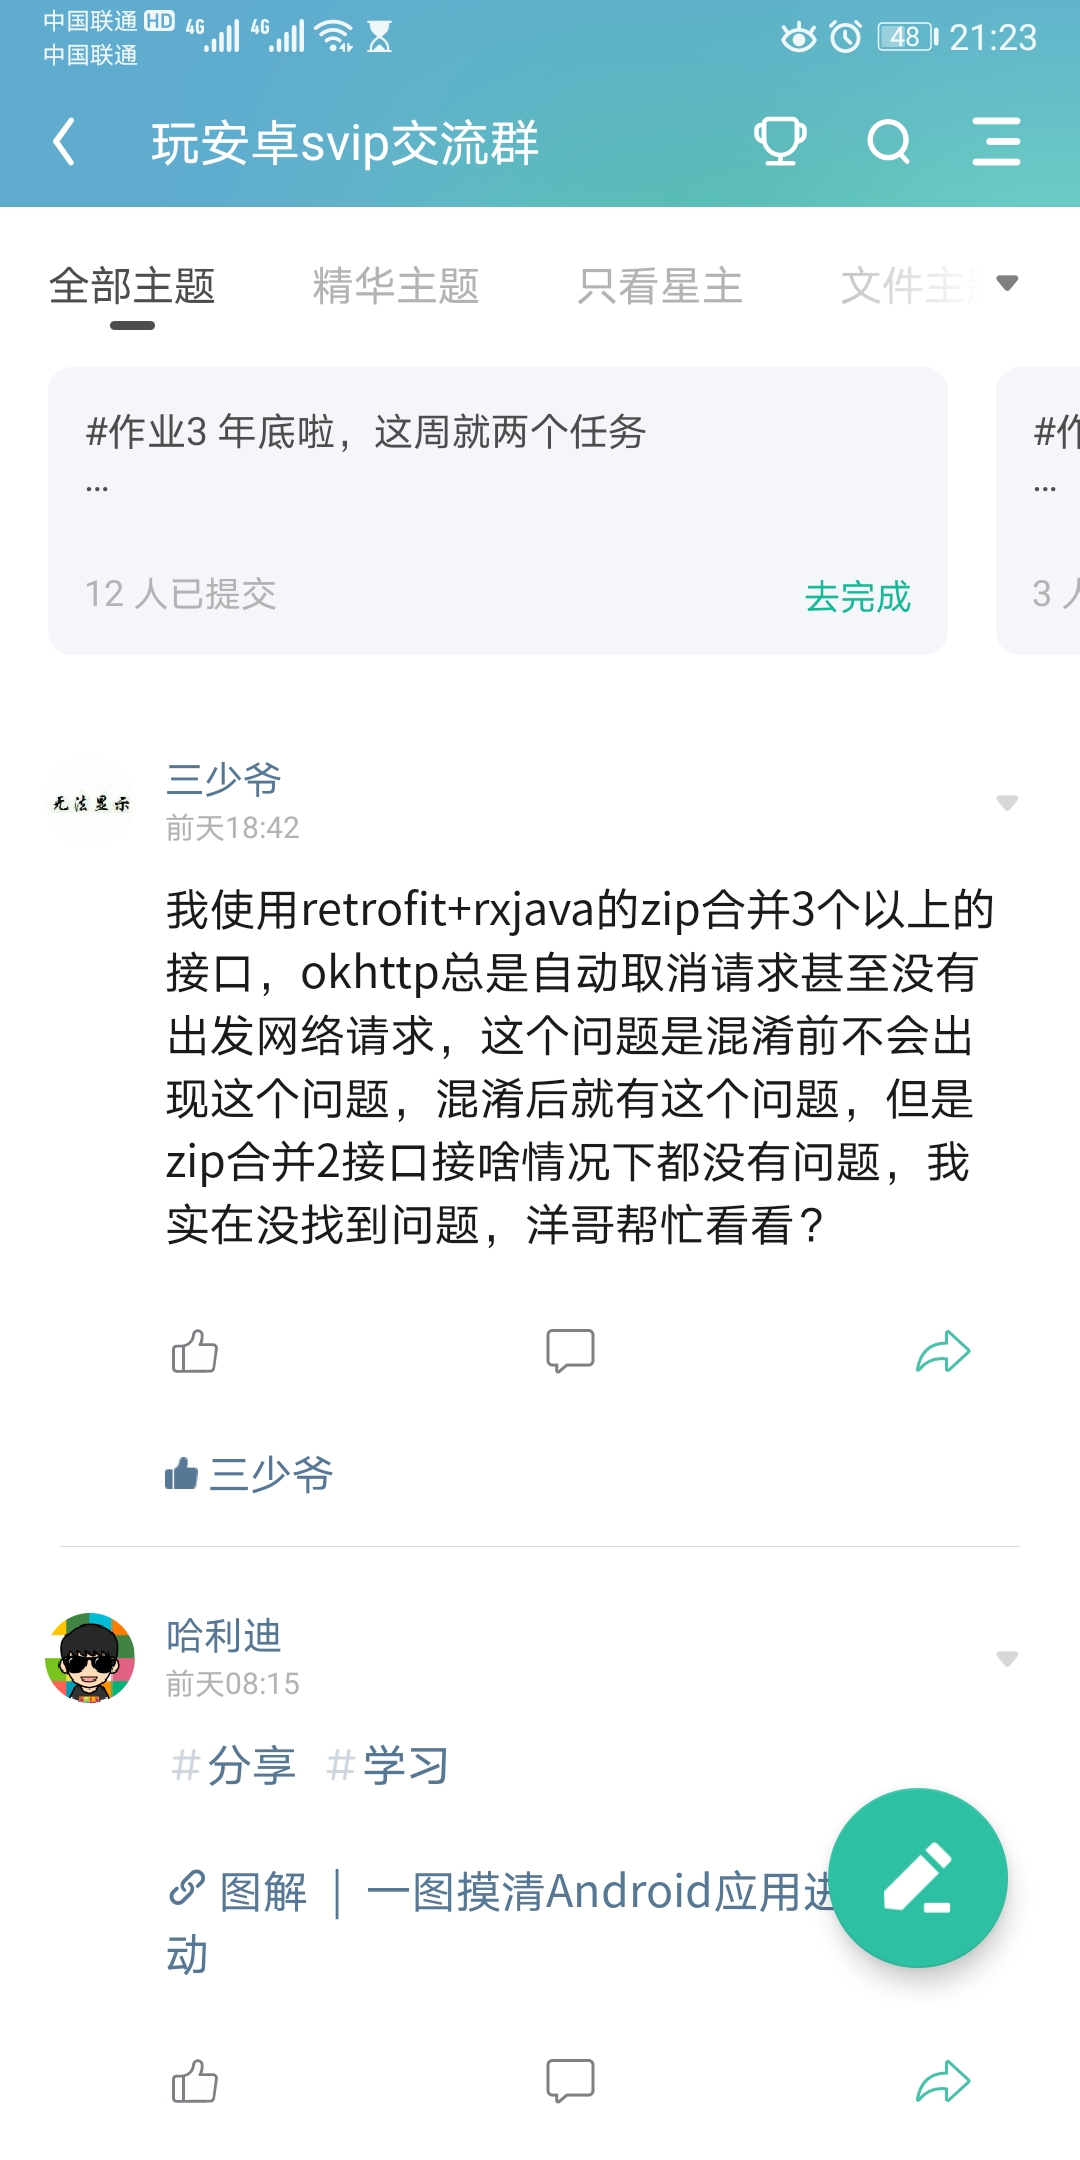 中国联通 HD 4G 4G 48 21:23
中国联通
玩安卓svip交流群
全部主题 精华主题 只看星主 文件主题
#作业3 年底啦，这周就两个任务 #作
... ...
12 人已提交 去完成 3 人
无法显示
三少爷
前天18:42
我使用retrofit+rxjava的zip合并3个以上的
接口，okhttp总是自动取消请求甚至没有
出发网络请求，这个问题是混淆前不会出
现这个问题，混淆后就有这个问题，但是
zip合并2接口接啥情况下都没有问题，我
实在没找到问题，洋哥帮忙看看？
三少爷
哈利迪
前天08:15
#分享 #学习
图解 | 一图摸清Android应用进
动